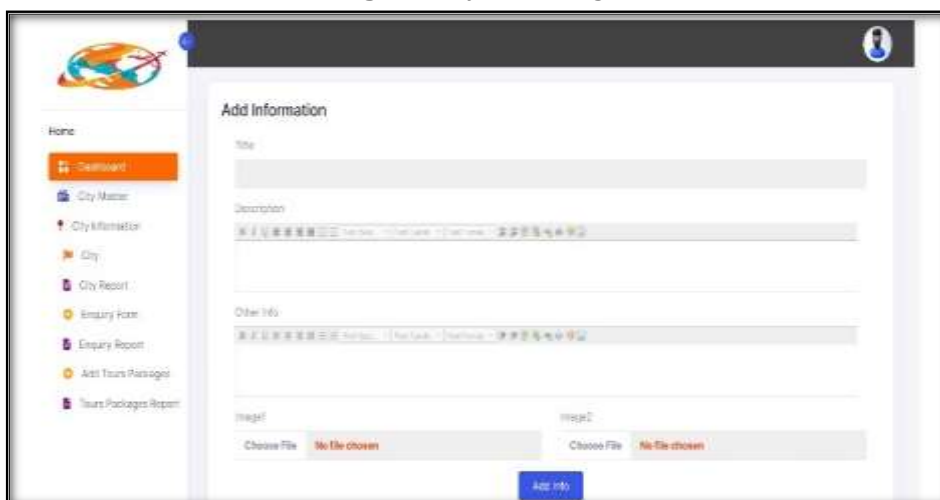 Home
Dashboard
City Master
City Information
City
City Report
Enquiry Form
Enquiry Report
Add Tours Packages
Tours Packages Report
Add Information
Title
Description
Other Info
Image1
Image2
Choose File No file chosen
Choose File No file chosen
Add Info